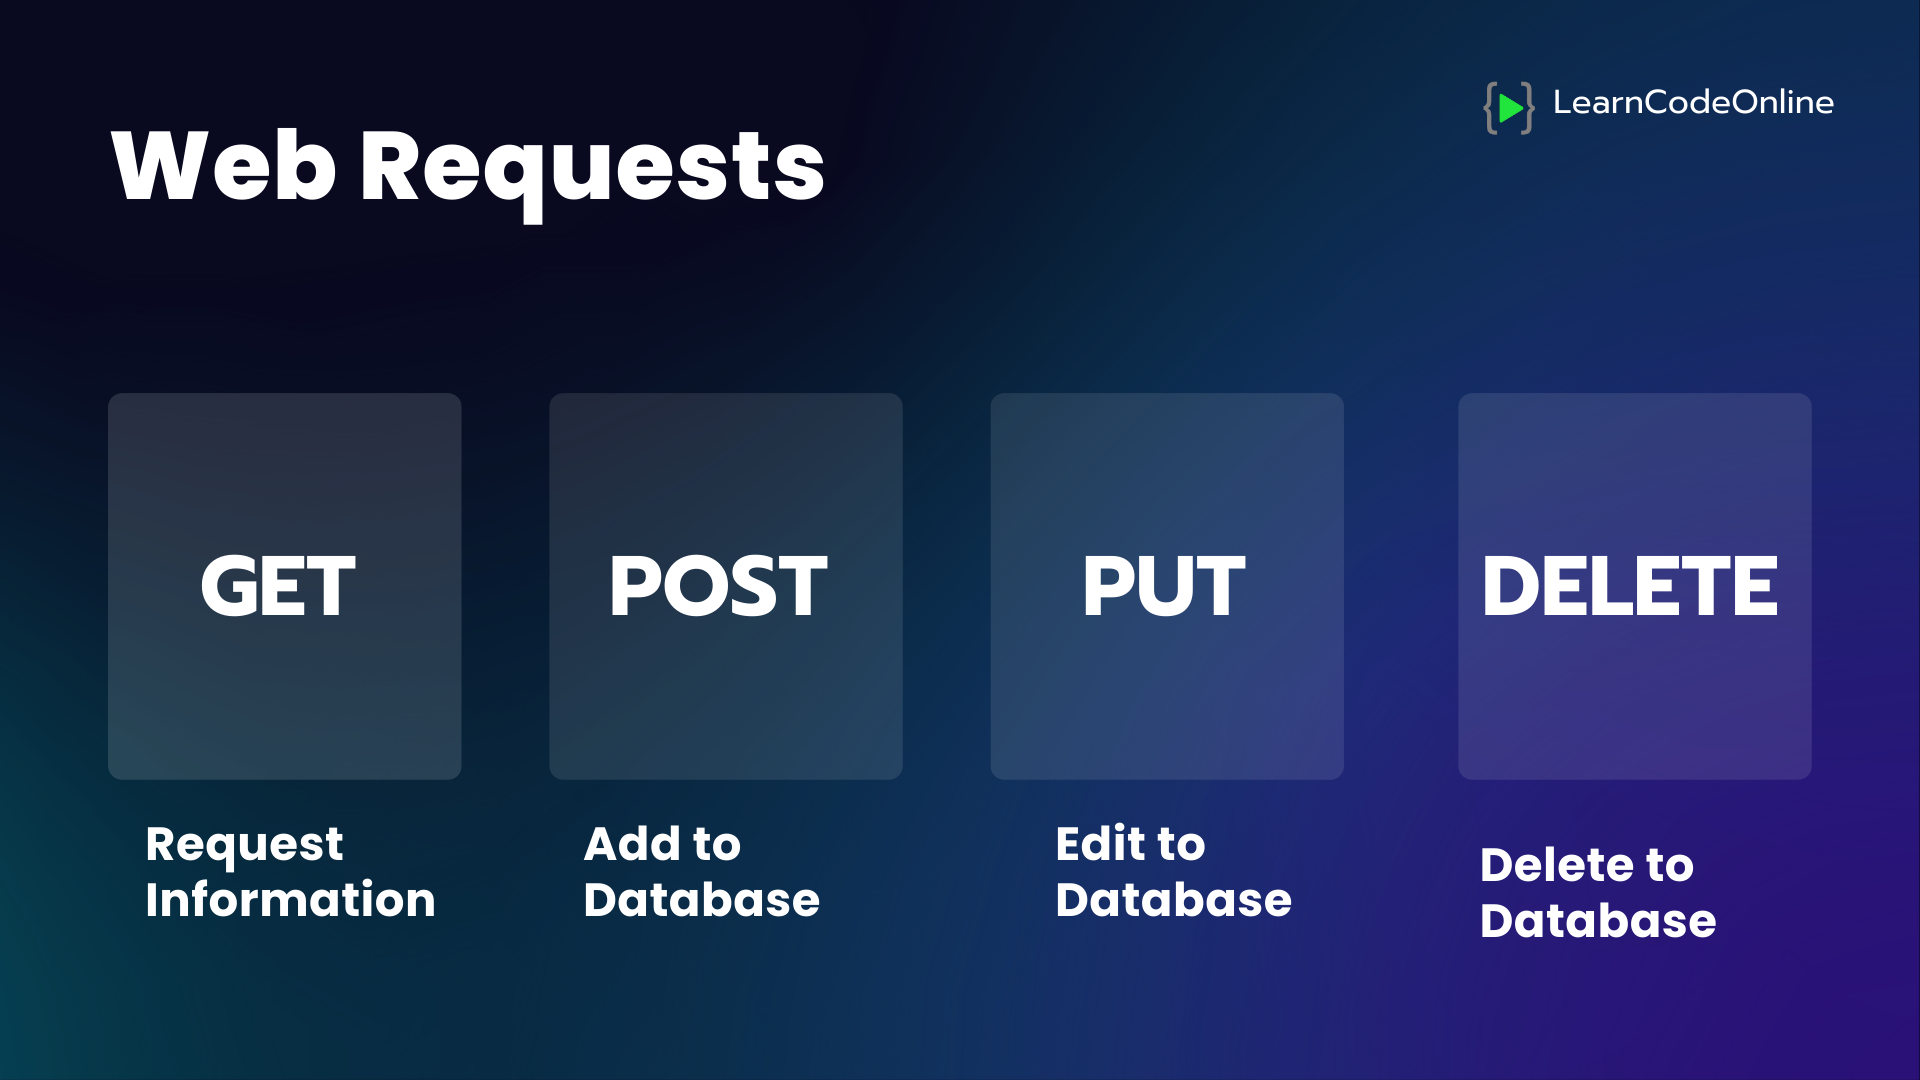 LearnCodeOnline
Web Requests
GET
POST
PUT
DELETE
Request
Information
Add to
Database
Edit to
Database
Delete to
Database